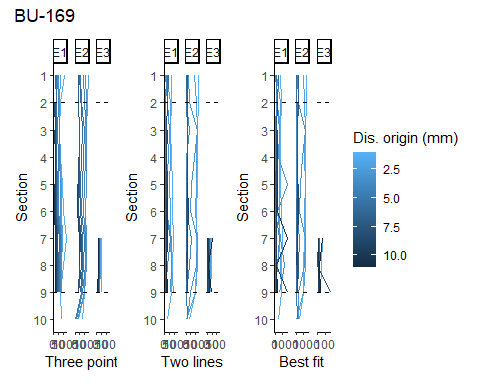 BU-169
E1 E2 E3 E1 E2 E3 E1 E2 E3
1 1 1
2 2 2
3 3 3
4 4 4
5 5 5
6 6 6
7 7 7
8 8 8
9 9 9
10 10 10
Section Section Section
Three point Two lines Best fit
Dis. origin (mm)
2.5
5.0
7.5
10.0